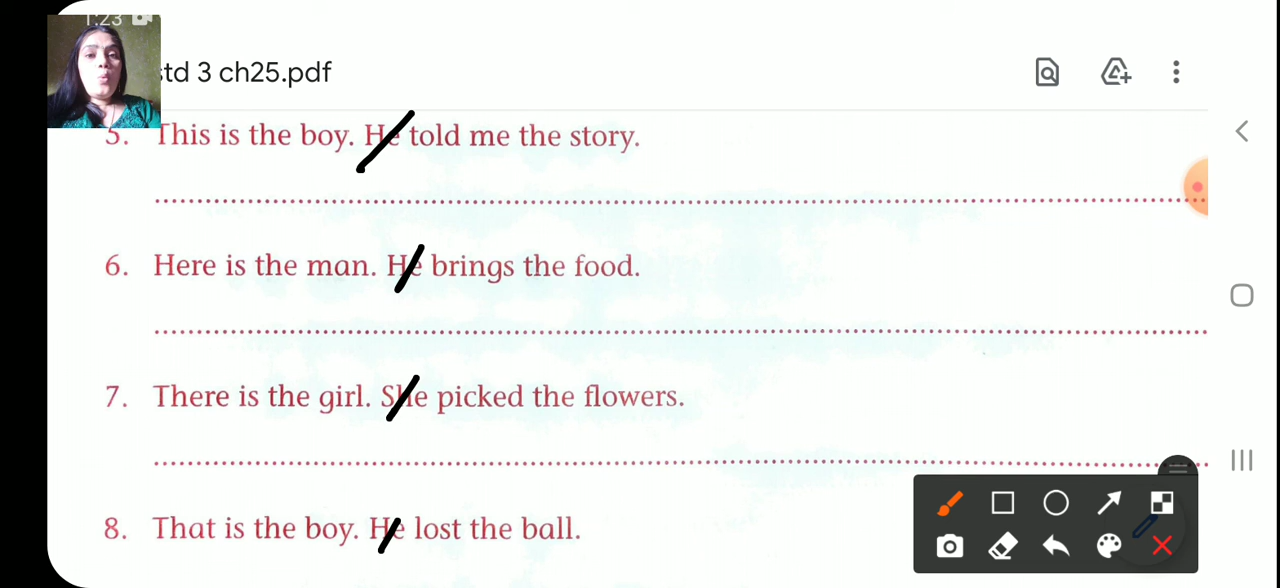 1:23
std 3 ch25.pdf
5. This is the boy. He told me the story.
6. Here is the man. He brings the food.
7. There is the girl. She picked the flowers.
8. That is the boy. He lost the ball.